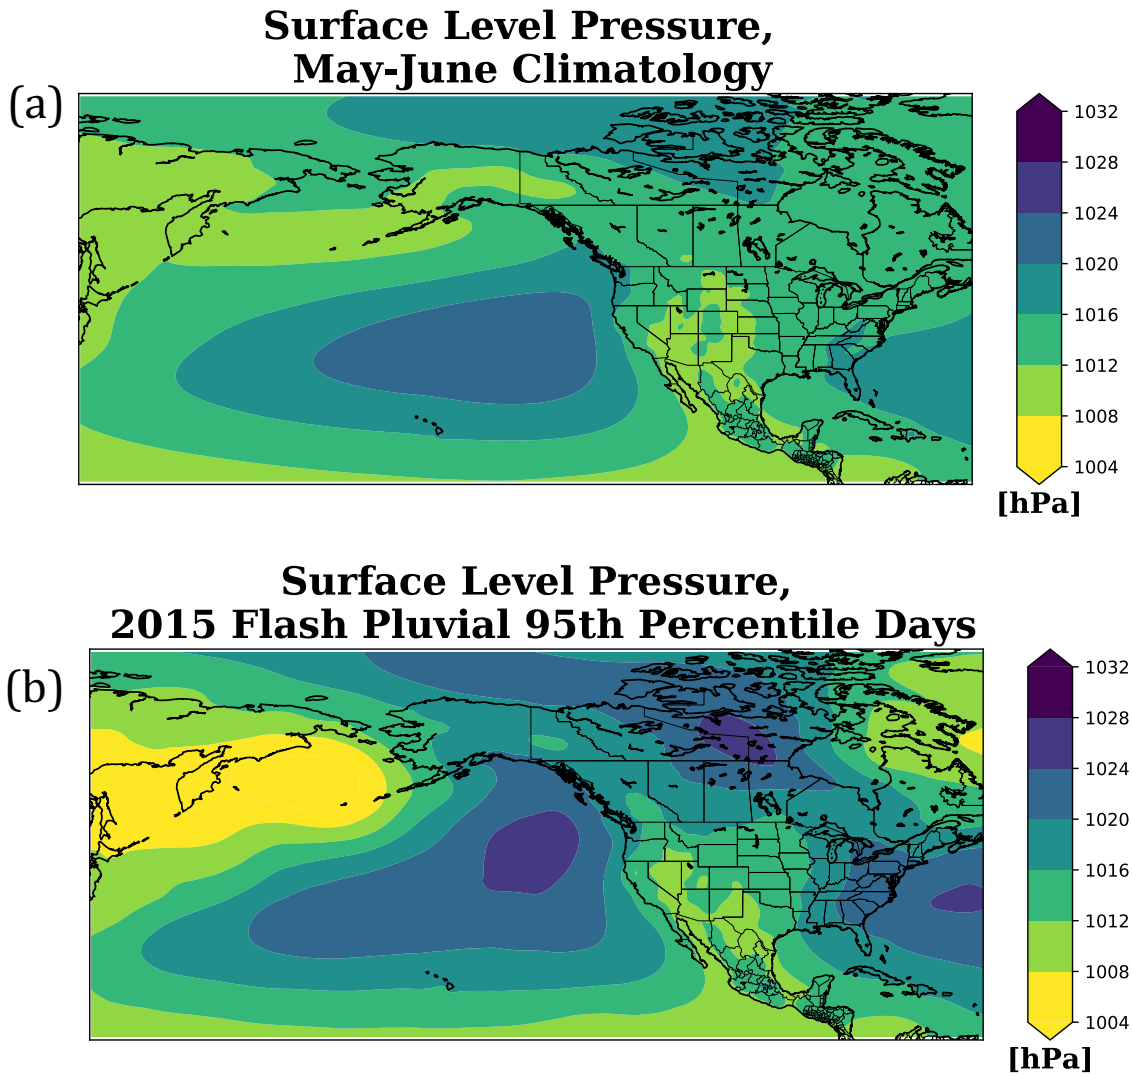 Surface Level Pressure,
May-June Climatology
(a)
1032
1028
1024
1020
1016
1012
1008
1004
[hPa]
Surface Level Pressure,
2015 Flash Pluvial 95th Percentile Days
(b)
1032
1028
1024
1020
1016
1012
1008
1004
[hPa]